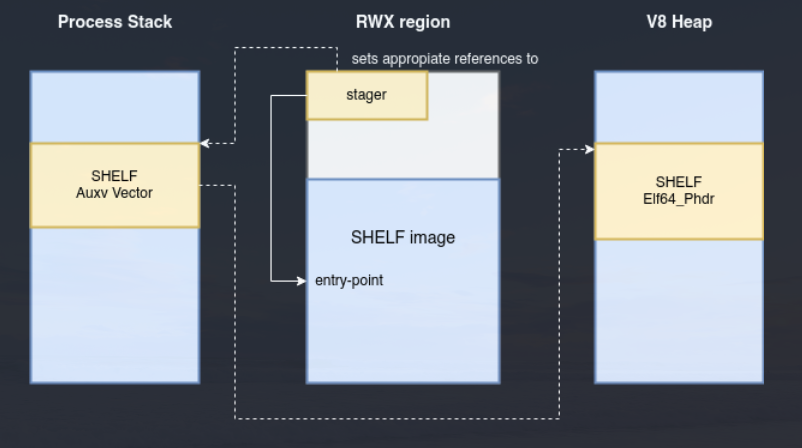 Process Stack
RWX region
V8 Heap
sets appropiate references to
stager
SHELF
Auxv Vector
SHELF
Elf64_Phdr
SHELF image
entry-point